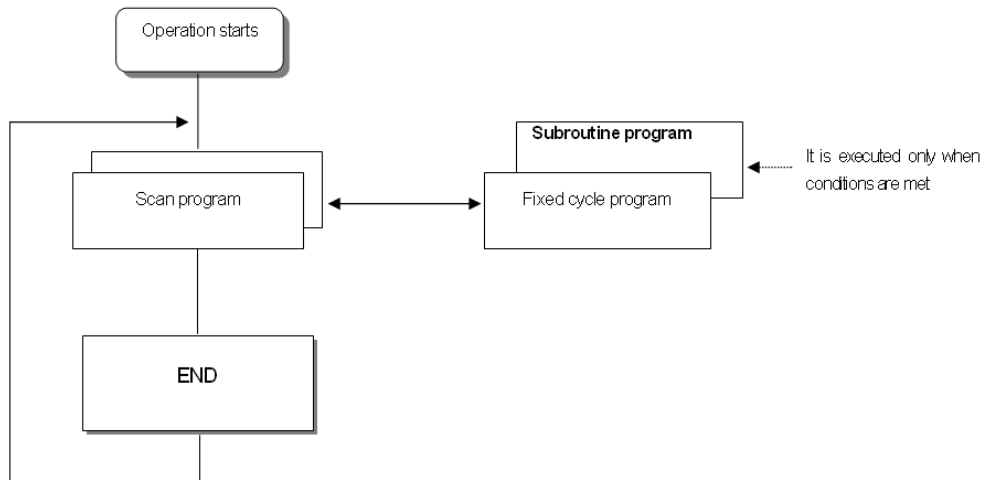 Operation starts
Subroutine program
It is executed only when
conditions are met
Scan program
Fixed cycle program
END